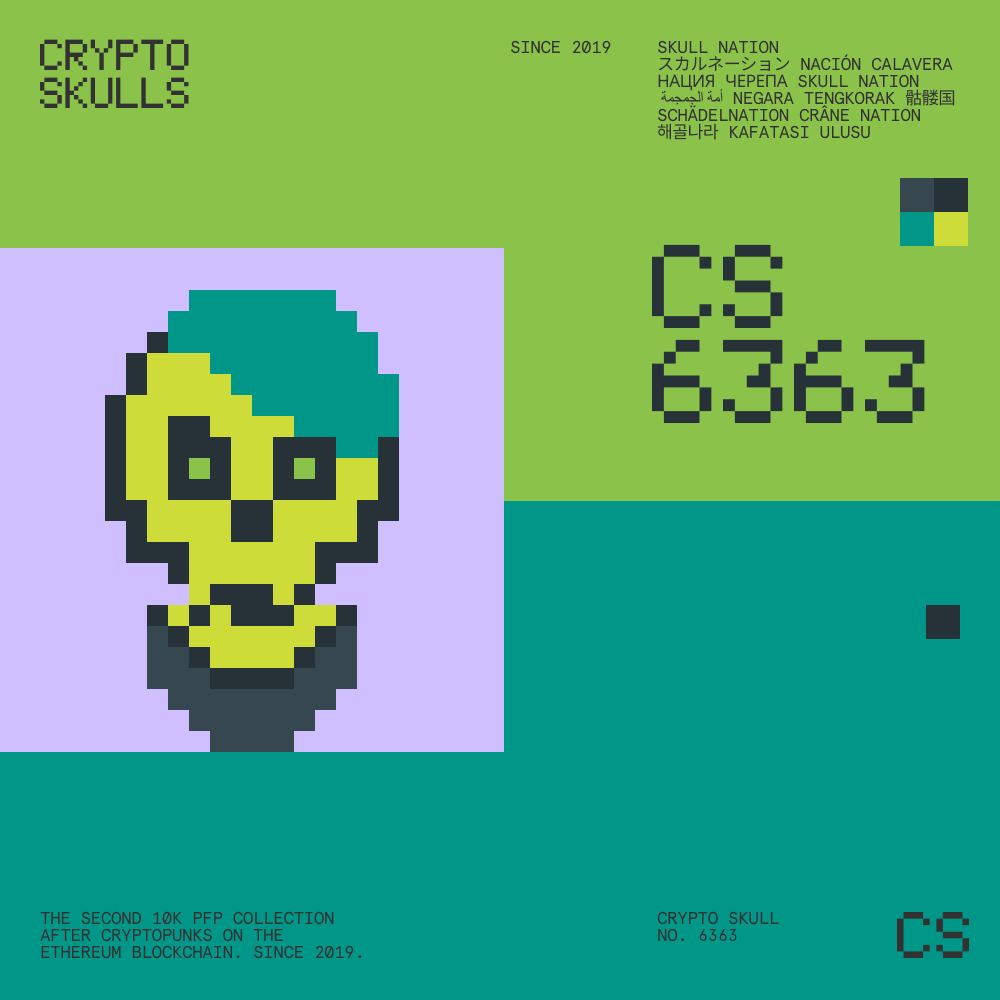 CRYPTO
SKULLS
SINCE 2019
SKULL NATION
スカルネーション NACIÓN CALAVERA
НАЦИЯ ЧЕРЕПА SKULL NATION
أمة الجمجمة NEGARA TENGKORAK 骷髅国
SCHÄDELNATION CRÂNE NATION
해골나라 KAFATASI ULUSU
CS
6363
THE SECOND 10K PFP COLLECTION
AFTER CRYPTOPUNKS ON THE
ETHEREUM BLOCKCHAIN. SINCE 2019.
CRYPTO SKULL
NO. 6363
CS